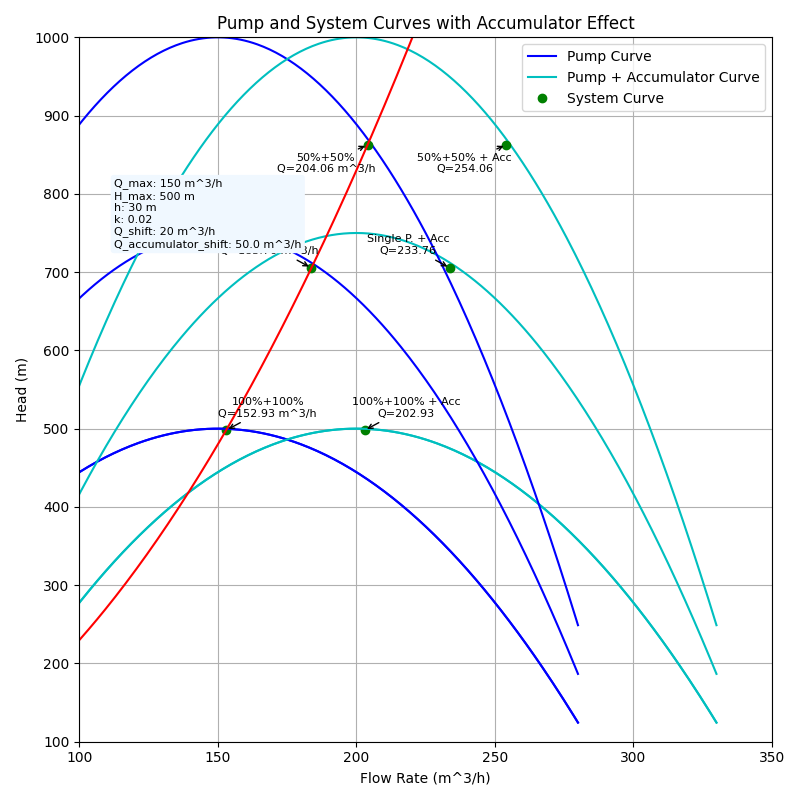 Pump and System Curves with Accumulator Effect
Pump Curve
Pump + Accumulator Curve
System Curve
50%+50%
Q=204.06 m^3/h
50%+50% + Acc
Q=254.06
Q_max: 150 m^3/h
H_max: 500 m
h: 30 m
k: 0.02
Q_shift: 20 m^3/h
Q_accumulator_shift: 50.0 m^3/h
Single P. + Acc
Q=233.76
100%+100%
Q=152.93 m^3/h
100%+100% + Acc
Q=202.93
1000
900
800
700
600
500
400
300
200
100
Head (m)
100
150
200
250
300
350
Flow Rate (m^3/h)